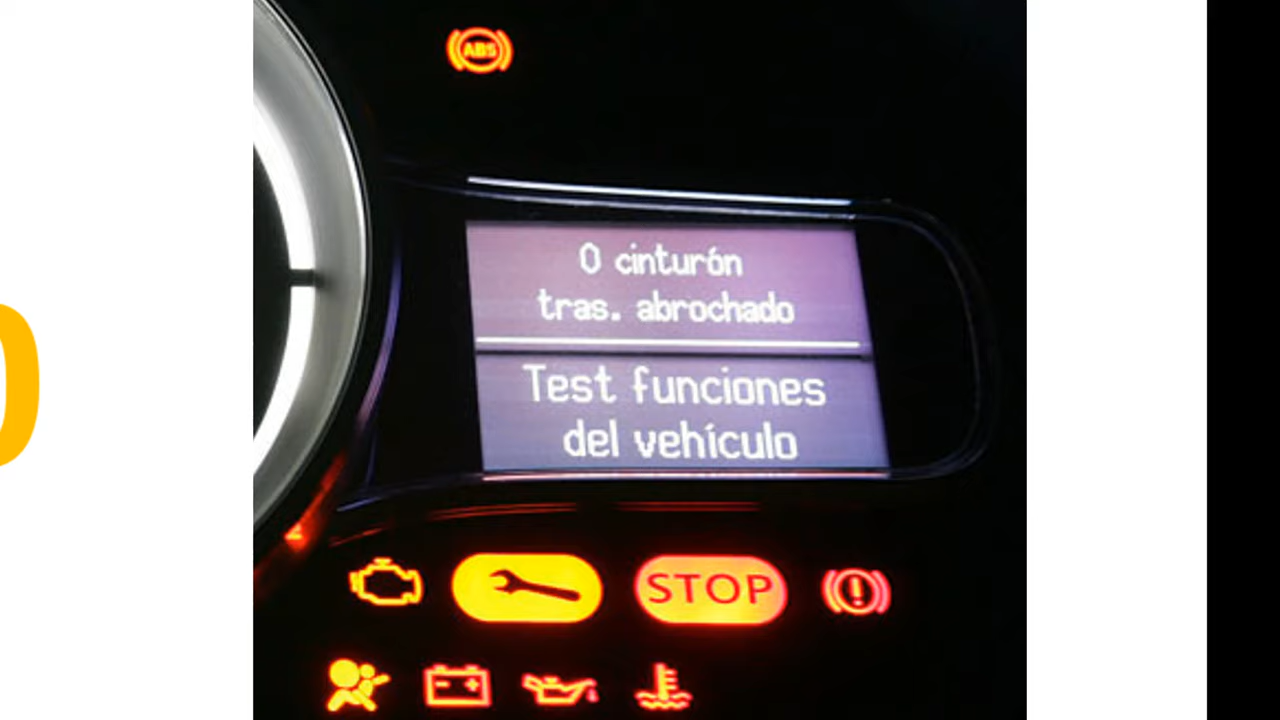 ABS
0 cinturón
tras. abrochado
Test funciones
del vehículo
STOP